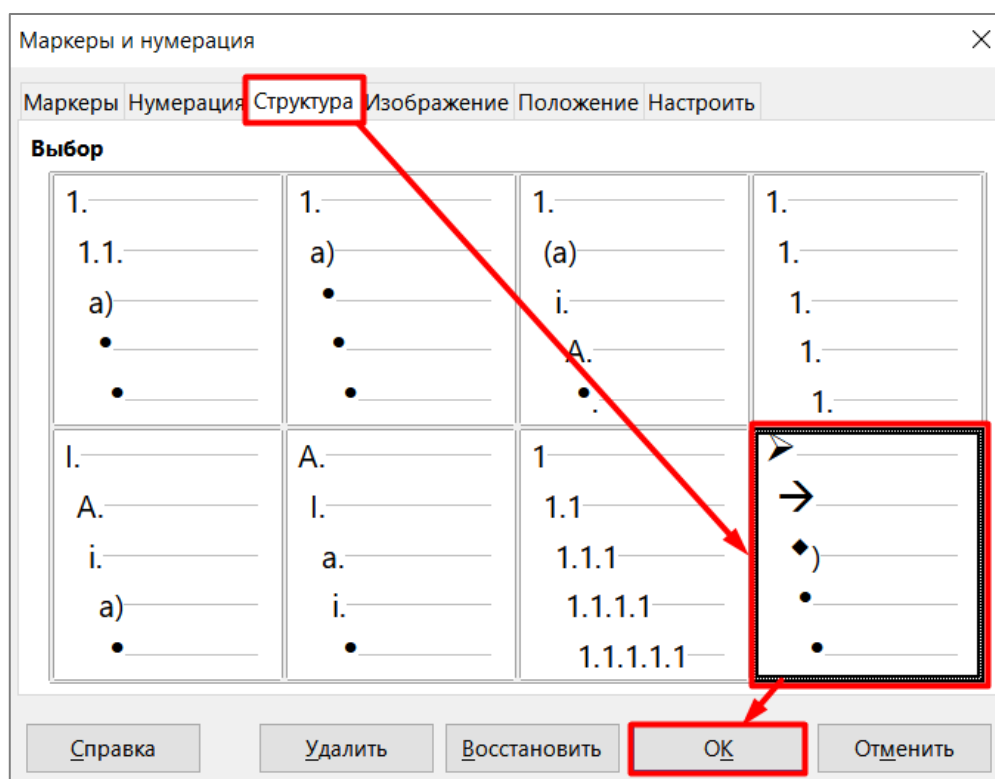 Маркеры и нумерация
Маркеры Нумерация Структура Изображение Положение Настроить
Выбор
1. 1. 1. 1.
1.1. a) (a) 1.
a) • i. 1.
• • A. 1.
• • •. 1.
I. A. 1 ➢
A. I. 1.1 →
i. a. 1.1.1 ◆)
a) i. 1.1.1.1 •
• • 1.1.1.1.1 •
Справка Удалить Восстановить ОК Отменить